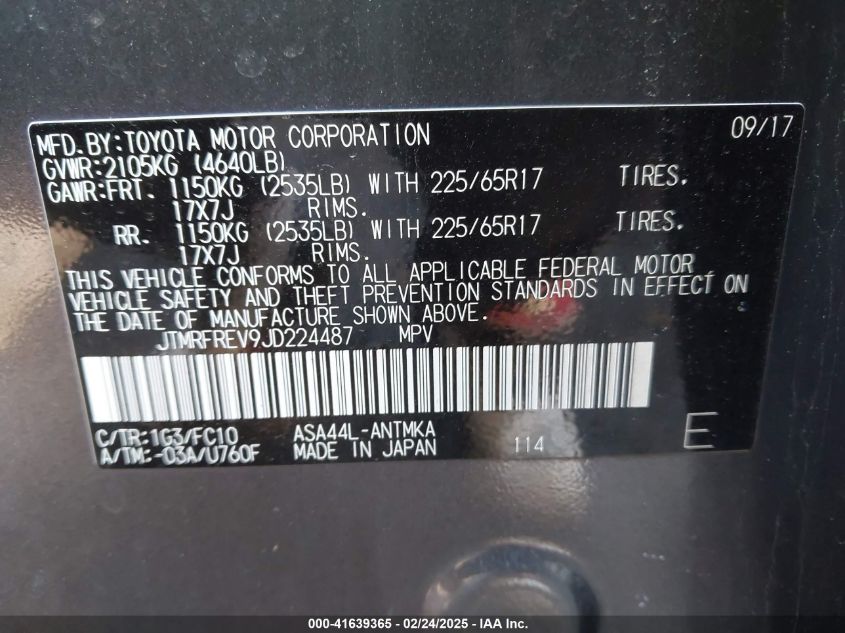 MFD.BY:TOYOTA MOTOR CORPORATION 09/17
GVWR:2105KG (4640LB)
GAWR:FRT. 1150KG (2535LB) WITH 225/65R17 TIRES.
17X7J RIMS.
RR. 1150KG (2535LB) WITH 225/65R17 TIRES.
17X7J RIMS.
THIS VEHICLE CONFORMS TO ALL APPLICABLE FEDERAL MOTOR
VEHICLE SAFETY AND THEFT PREVENTION STANDARDS IN EFFECT ON
THE DATE OF MANUFACTURE SHOWN ABOVE.
JTMRFREV9JD224487 MPV
C/TR:1G3/FC10 ASA44L-ANTMKA
A/TM:-03A/U760F MADE IN JAPAN 114 E
000-41639365 - 02/24/2025 - IAA Inc.